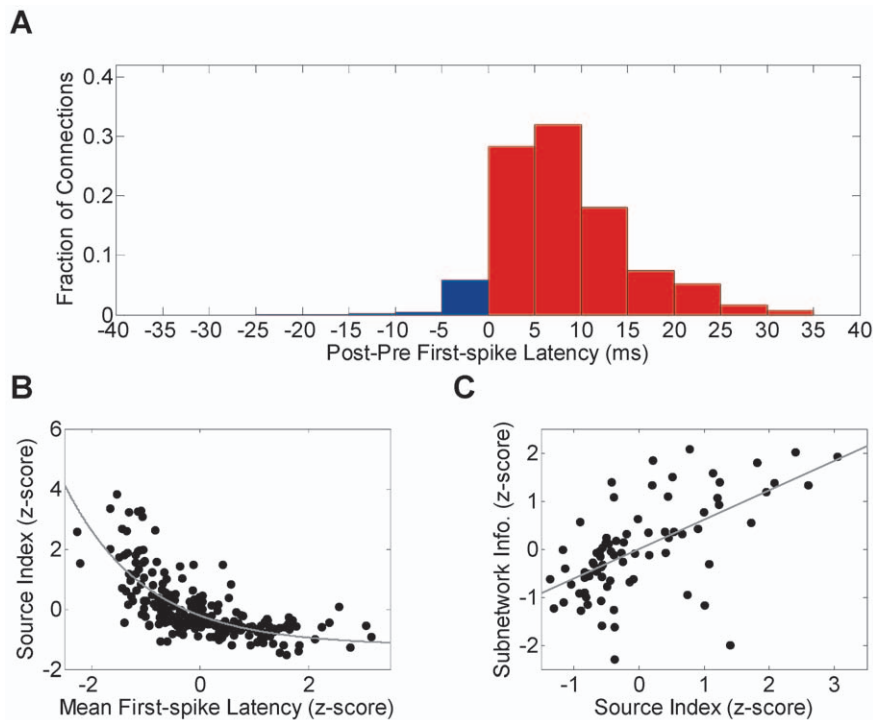 A
Fraction of Connections
0.4
0.3
0.2
0.1
0
-40 -35 -30 -25 -20 -15 -10 -5 0 5 10 15 20 25 30 35 40
Post-Pre First-spike Latency (ms)
B
Source Index (z-score)
6
4
2
0
-2
-2 0 2
Mean First-spike Latency (z-score)
C
Subnetwork Info. (z-score)
2
1
0
-1
-2
-1 0 1 2 3
Source Index (z-score)